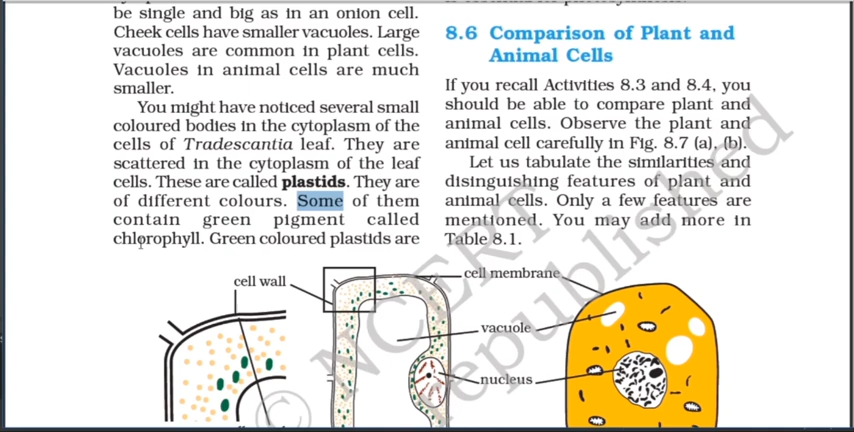 be single and big as in an onion cell.
Cheek cells have smaller vacuoles. Large
vacuoles are common in plant cells.
Vacuoles in animal cells are much
smaller.
You might have noticed several small
coloured bodies in the cytoplasm of the
cells of Tradescantia leaf. They are
scattered in the cytoplasm of the leaf
cells. These are called plastids. They are
of different colours. Some of them
contain green pigment called
chlorophyll. Green coloured plastids are
8.6 Comparison of Plant and
Animal Cells
If you recall Activities 8.3 and 8.4, you
should be able to compare plant and
animal cells. Observe the plant and
animal cell carefully in Fig. 8.7 (a), (b).
Let us tabulate the similarities and
disinguishing features of plant and
animal cells. Only a few features are
mentioned. You may add more in
Table 8.1.
cell wall
cell membrane
vacuole
nucleus
© NCERT
republished